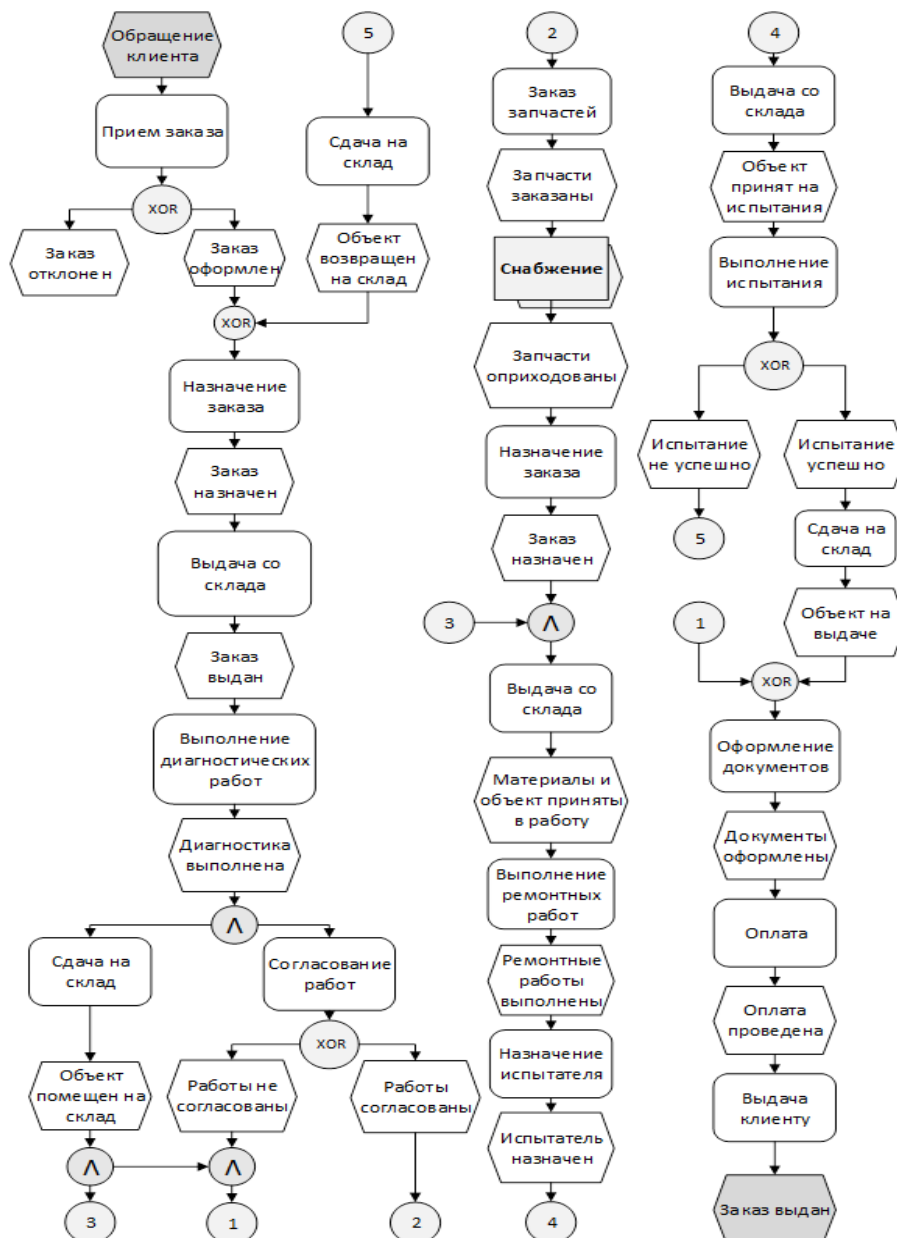 Обращение
клиента
Прием заказа
XOR
Заказ
отклонен
Заказ
оформлен
XOR
Назначение
заказа
Заказ
назначен
Выдача со
склада
Заказ
выдан
Выполнение
диагностических
работ
Диагностика
выполнена
Λ
Сдача на
склад
Согласование
работ
XOR
Объект
помещен на
склад
Работы не
согласованы
Работы
согласованы
Λ
Λ
3
1
2
5
Сдача на
склад
Объект
возвращен
на склад
2
Заказ
запчастей
Запчасти
заказаны
Снабжение
Запчасти
оприходованы
Назначение
заказа
Заказ
назначен
3
Λ
Выдача со
склада
Материалы и
объект приняты
в работу
Выполнение
ремонтных
работ
Ремонтные
работы
выполнены
Назначение
испытателя
Испытатель
назначен
4
4
Выдача со
склада
Объект
принят на
испытания
Выполнение
испытания
XOR
Испытание
не успешно
Испытание
успешно
5
Сдача на
склад
1
Объект на
выдаче
XOR
Оформление
документов
Документы
оформлены
Оплата
Оплата
проведена
Выдача
клиенту
Заказ выдан